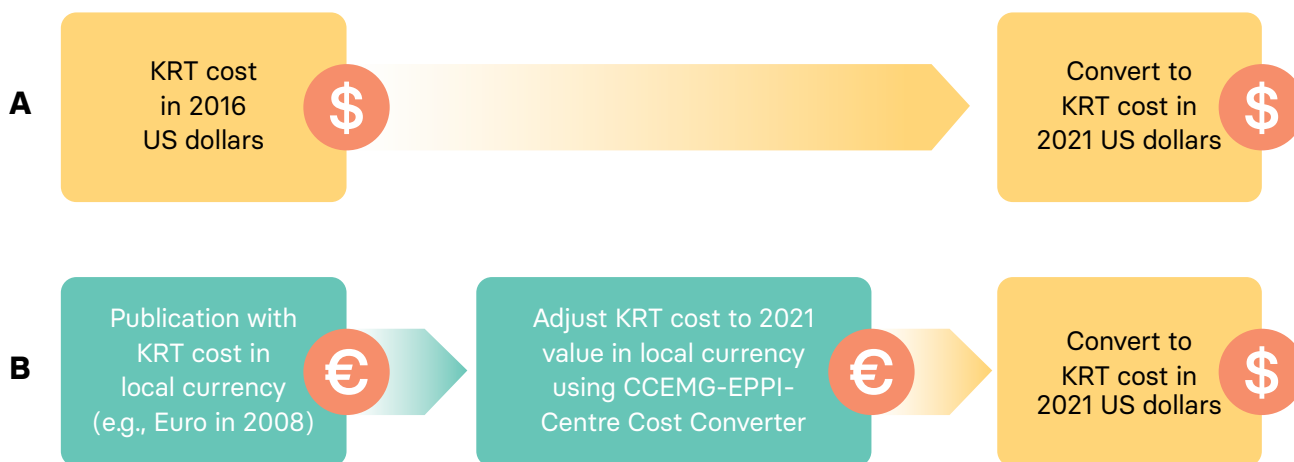 A
KRT cost
in 2016
US dollars
$
Convert to
KRT cost in
2021 US dollars
$
B
Publication with
KRT cost in
local currency
(e.g., Euro in 2008)
€
Adjust KRT cost to 2021
value in local currency
using CCEMG-EPPI-
Centre Cost Converter
€
Convert to
KRT cost in
2021 US dollars
$